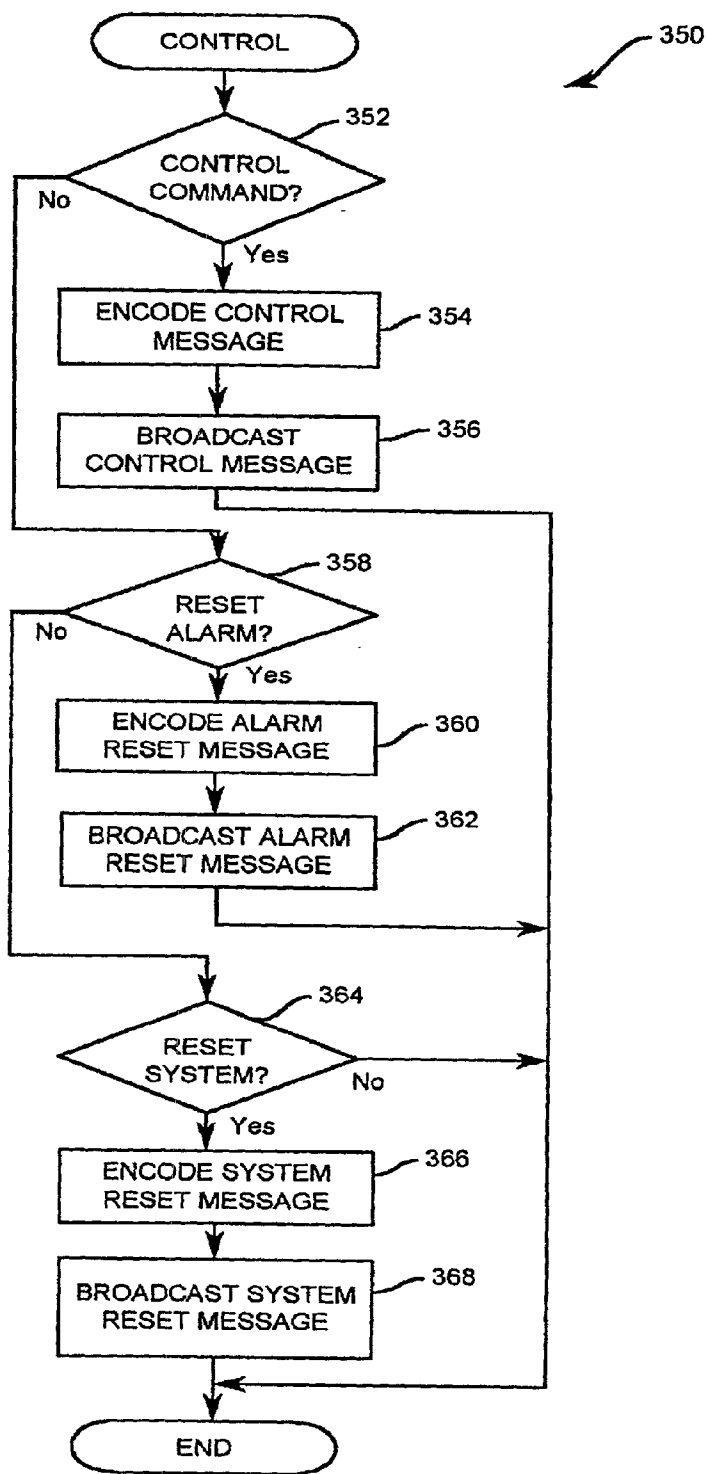 CONTROL
350
352
CONTROL
COMMAND?
No
Yes
ENCODE CONTROL
MESSAGE
354
BROADCAST
CONTROL MESSAGE
356
358
RESET
ALARM?
No
Yes
ENCODE ALARM
RESET MESSAGE
360
BROADCAST ALARM
RESET MESSAGE
362
364
RESET
SYSTEM?
No
Yes
ENCODE SYSTEM
RESET MESSAGE
366
BROADCAST SYSTEM
RESET MESSAGE
368
END